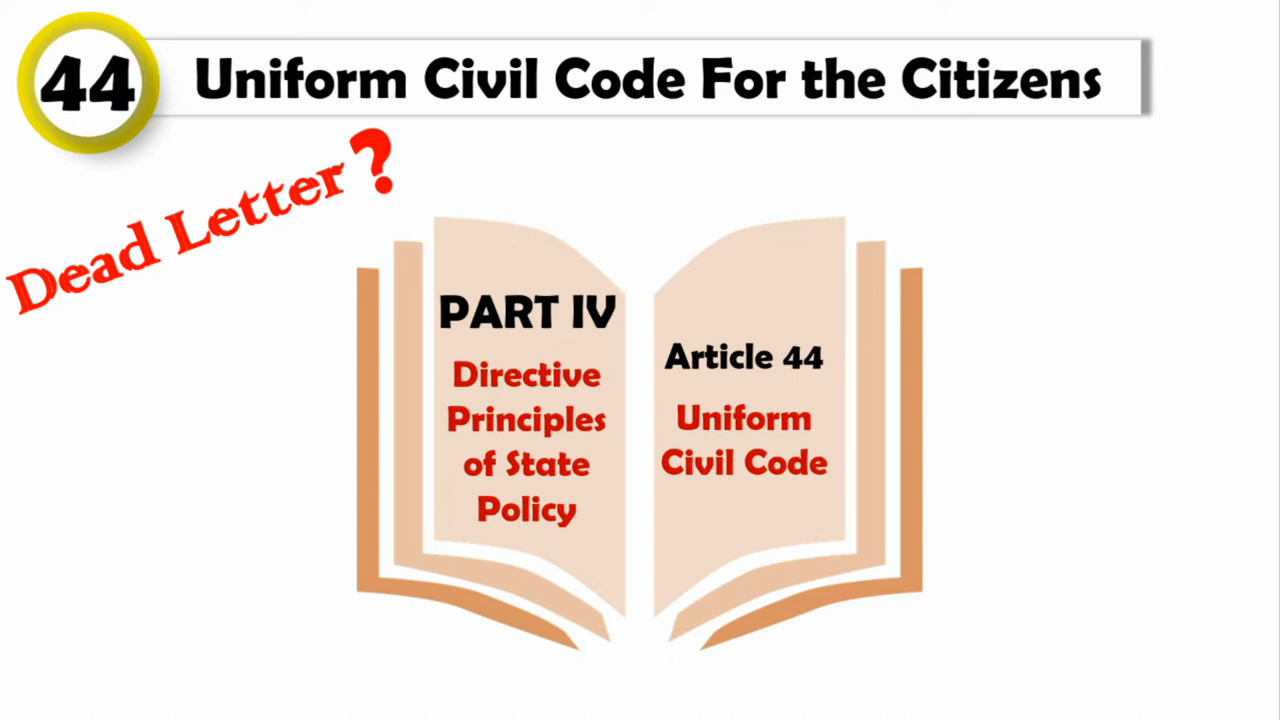 44
Uniform Civil Code For the Citizens
Dead Letter?
PART IV
Directive
Principles
of State
Policy
Article 44
Uniform
Civil Code